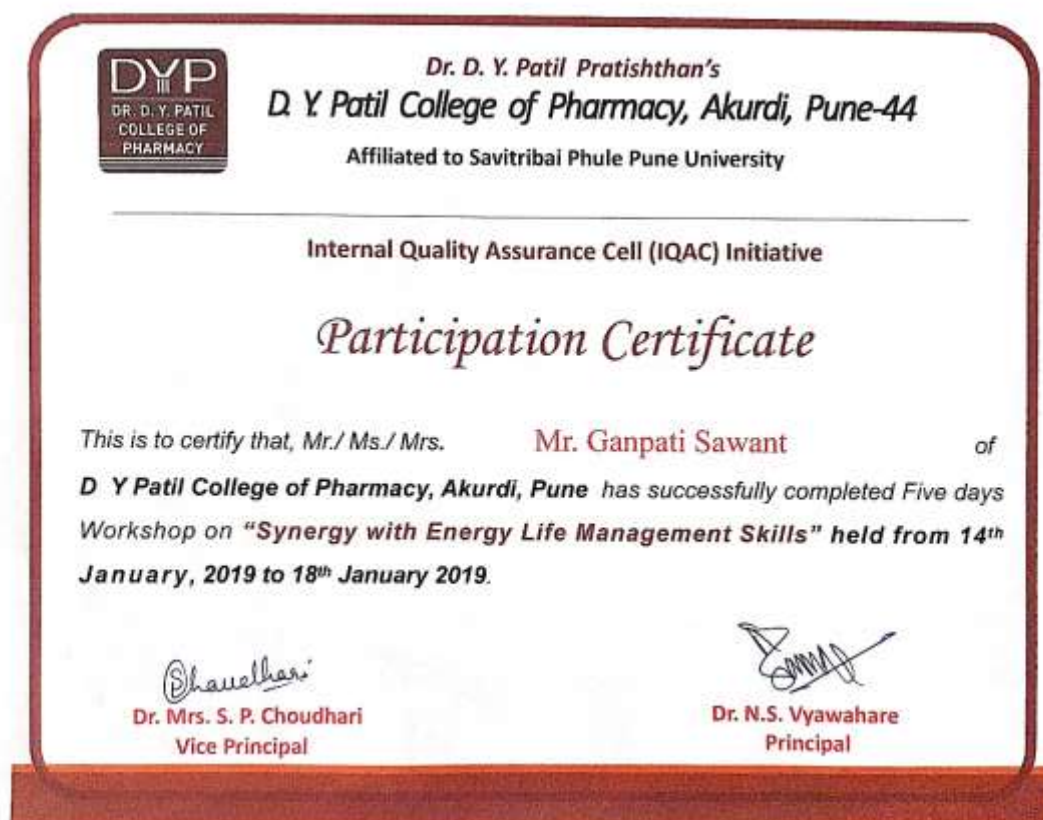 DYP
DR. D. Y. PATIL
COLLEGE OF
PHARMACY
Dr. D. Y. Patil Pratishthan's
D. Y. Patil College of Pharmacy, Akurdi, Pune-44
Affiliated to Savitribai Phule Pune University
Internal Quality Assurance Cell (IQAC) Initiative
Participation Certificate
This is to certify that, Mr./ Ms./ Mrs. Mr. Ganpati Sawant of
D Y Patil College of Pharmacy, Akurdi, Pune has successfully completed Five days
Workshop on “Synergy with Energy Life Management Skills” held from 14th
January, 2019 to 18th January 2019.
Dr. Mrs. S. P. Choudhari
Vice Principal
Dr. N.S. Vyawahare
Principal